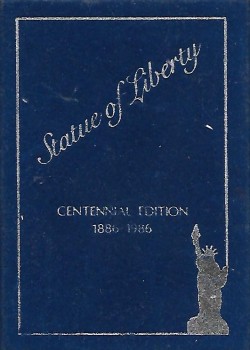 Statue of Liberty
CENTENNIAL EDITION
1886-1986